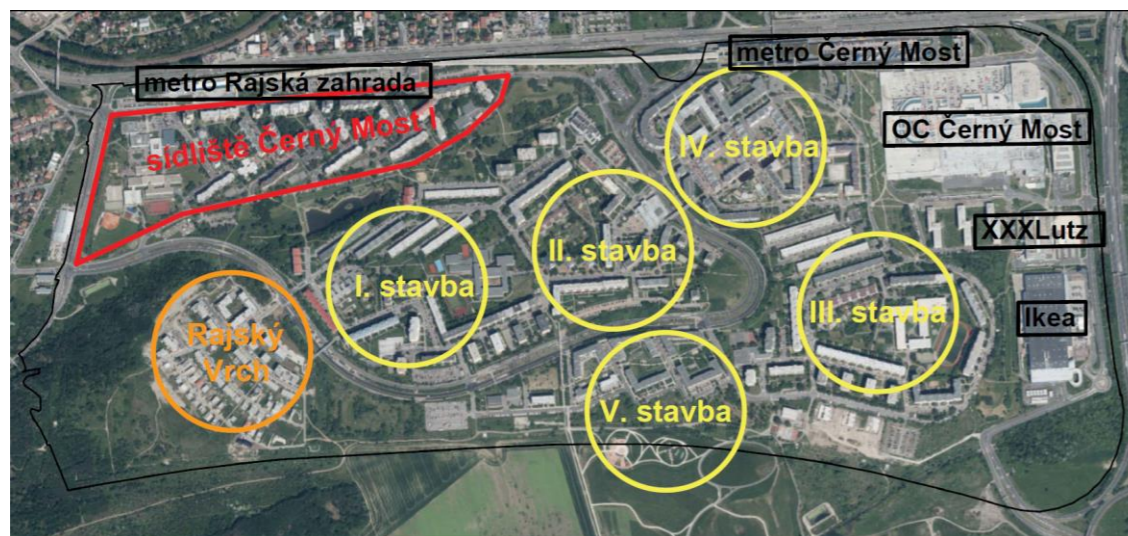 metro Rajská zahrada
metro Černý Most
sídliště Černý Most I
OC Černý Most
IV. stavba
II. stavba
XXXLutz
I. stavba
III. stavba
Ikea
Rajský
Vrch
V. stavba